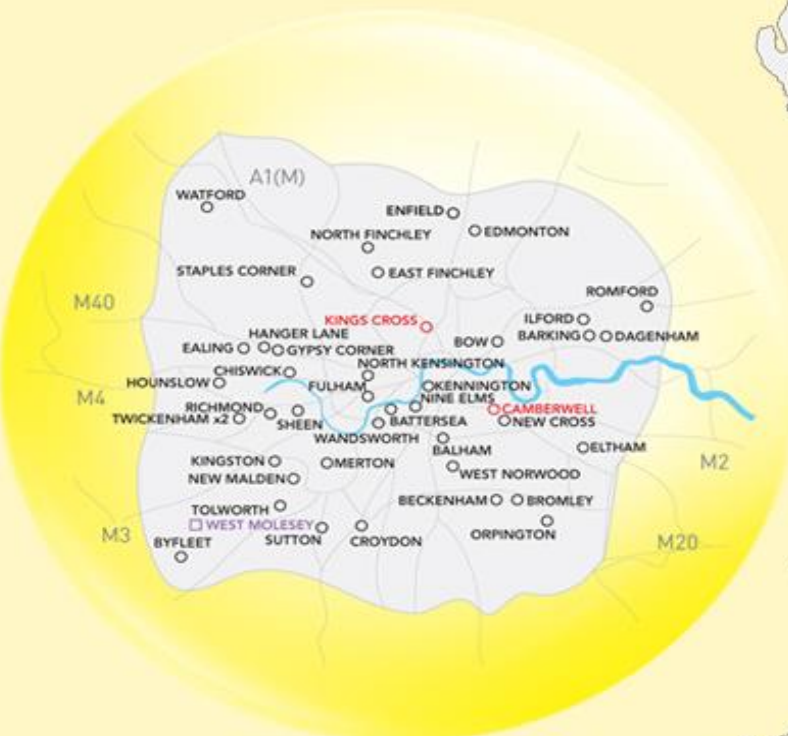 A1(M)
WATFORD
ENFIELD
EDMONTON
NORTH FINCHLEY
STAPLES CORNER
EAST FINCHLEY
ROMFORD
M40
KINGS CROSS
ILFORD
HANGER LANE
BOW
BARKING
DAGENHAM
EALING
GYPSY CORNER
NORTH KENSINGTON
CHISWICK
HOUNSLOW
FULHAM
KENNINGTON
M4
NINE ELMS
RICHMOND
CAMBERWELL
TWICKENHAM x2
SHEEN
BATTERSEA
NEW CROSS
WANDSWORTH
BALHAM
ELTHAM
KINGSTON
MERTON
M2
NEW MALDEN
WEST NORWOOD
BECKENHAM
BROMLEY
TOLWORTH
WEST MOLESEY
M3
BYFLEET
SUTTON
CROYDON
ORPINGTON
M20